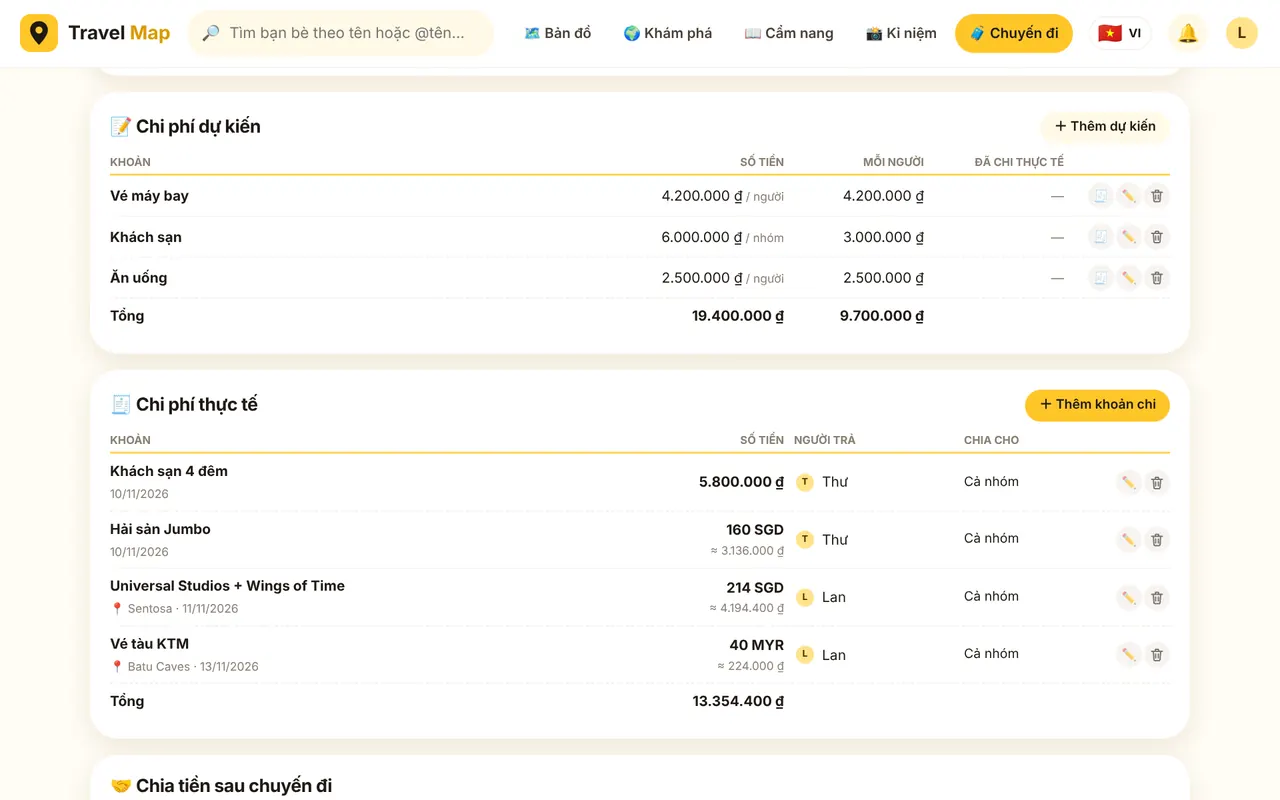 Travel Map
Tìm bạn bè theo tên hoặc @tên...
Bản đồ
Khám phá
Cẩm nang
Kỉ niệm
Chuyến đi
VI
L
Chi phí dự kiến
+ Thêm dự kiến
KHOẢN SỐ TIỀN MỖI NGƯỜI ĐÃ CHI THỰC TẾ
Vé máy bay 4.200.000 ₫ / người 4.200.000 ₫ —
Khách sạn 6.000.000 ₫ / nhóm 3.000.000 ₫ —
Ăn uống 2.500.000 ₫ / người 2.500.000 ₫ —
Tổng 19.400.000 ₫ 9.700.000 ₫
Chi phí thực tế
+ Thêm khoản chi
KHOẢN SỐ TIỀN NGƯỜI TRẢ CHIA CHO
Khách sạn 4 đêm 5.800.000 ₫ T Thư Cả nhóm
10/11/2026
Hải sản Jumbo 160 SGD T Thư Cả nhóm
10/11/2026 ≈ 3.136.000 ₫
Universal Studios + Wings of Time 214 SGD L Lan Cả nhóm
Sentosa · 11/11/2026 ≈ 4.194.400 ₫
Vé tàu KTM 40 MYR L Lan Cả nhóm
Batu Caves · 13/11/2026 ≈ 224.000 ₫
Tổng 13.354.400 ₫
Chia tiền sau chuyến đi